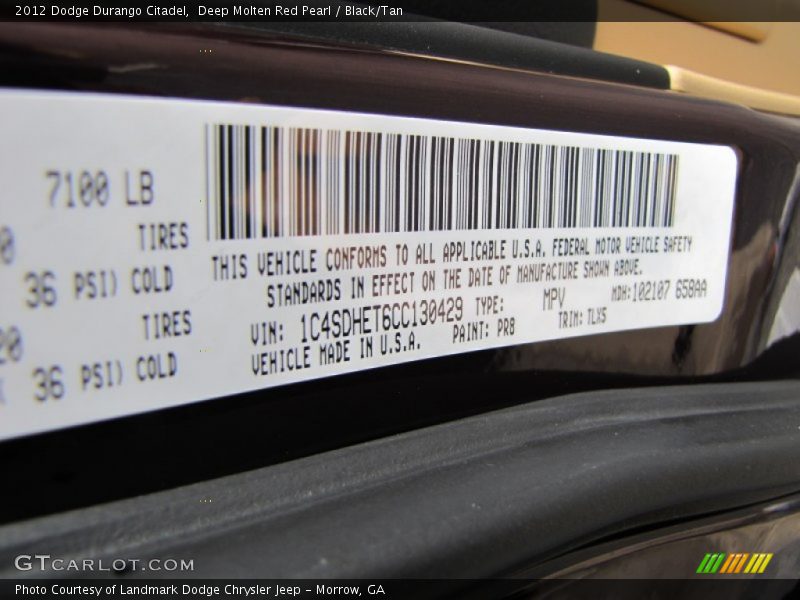 2012 Dodge Durango Citadel, Deep Molten Red Pearl / Black/Tan
7100 LB
TIRES
36 PSI) COLD
TIRES
36 PSI) COLD
THIS VEHICLE CONFORMS TO ALL APPLICABLE U.S.A. FEDERAL MOTOR VEHICLE SAFETY
STANDARDS IN EFFECT ON THE DATE OF MANUFACTURE SHOWN ABOVE.
VIN: 1C4SDHET6CC130429 TYPE: MPV MDH:102107 658AA
VEHICLE MADE IN U.S.A. PAINT: PR8 TRIM: TLX5
GTCARLOT.COM
Photo Courtesy of Landmark Dodge Chrysler Jeep – Morrow, GA